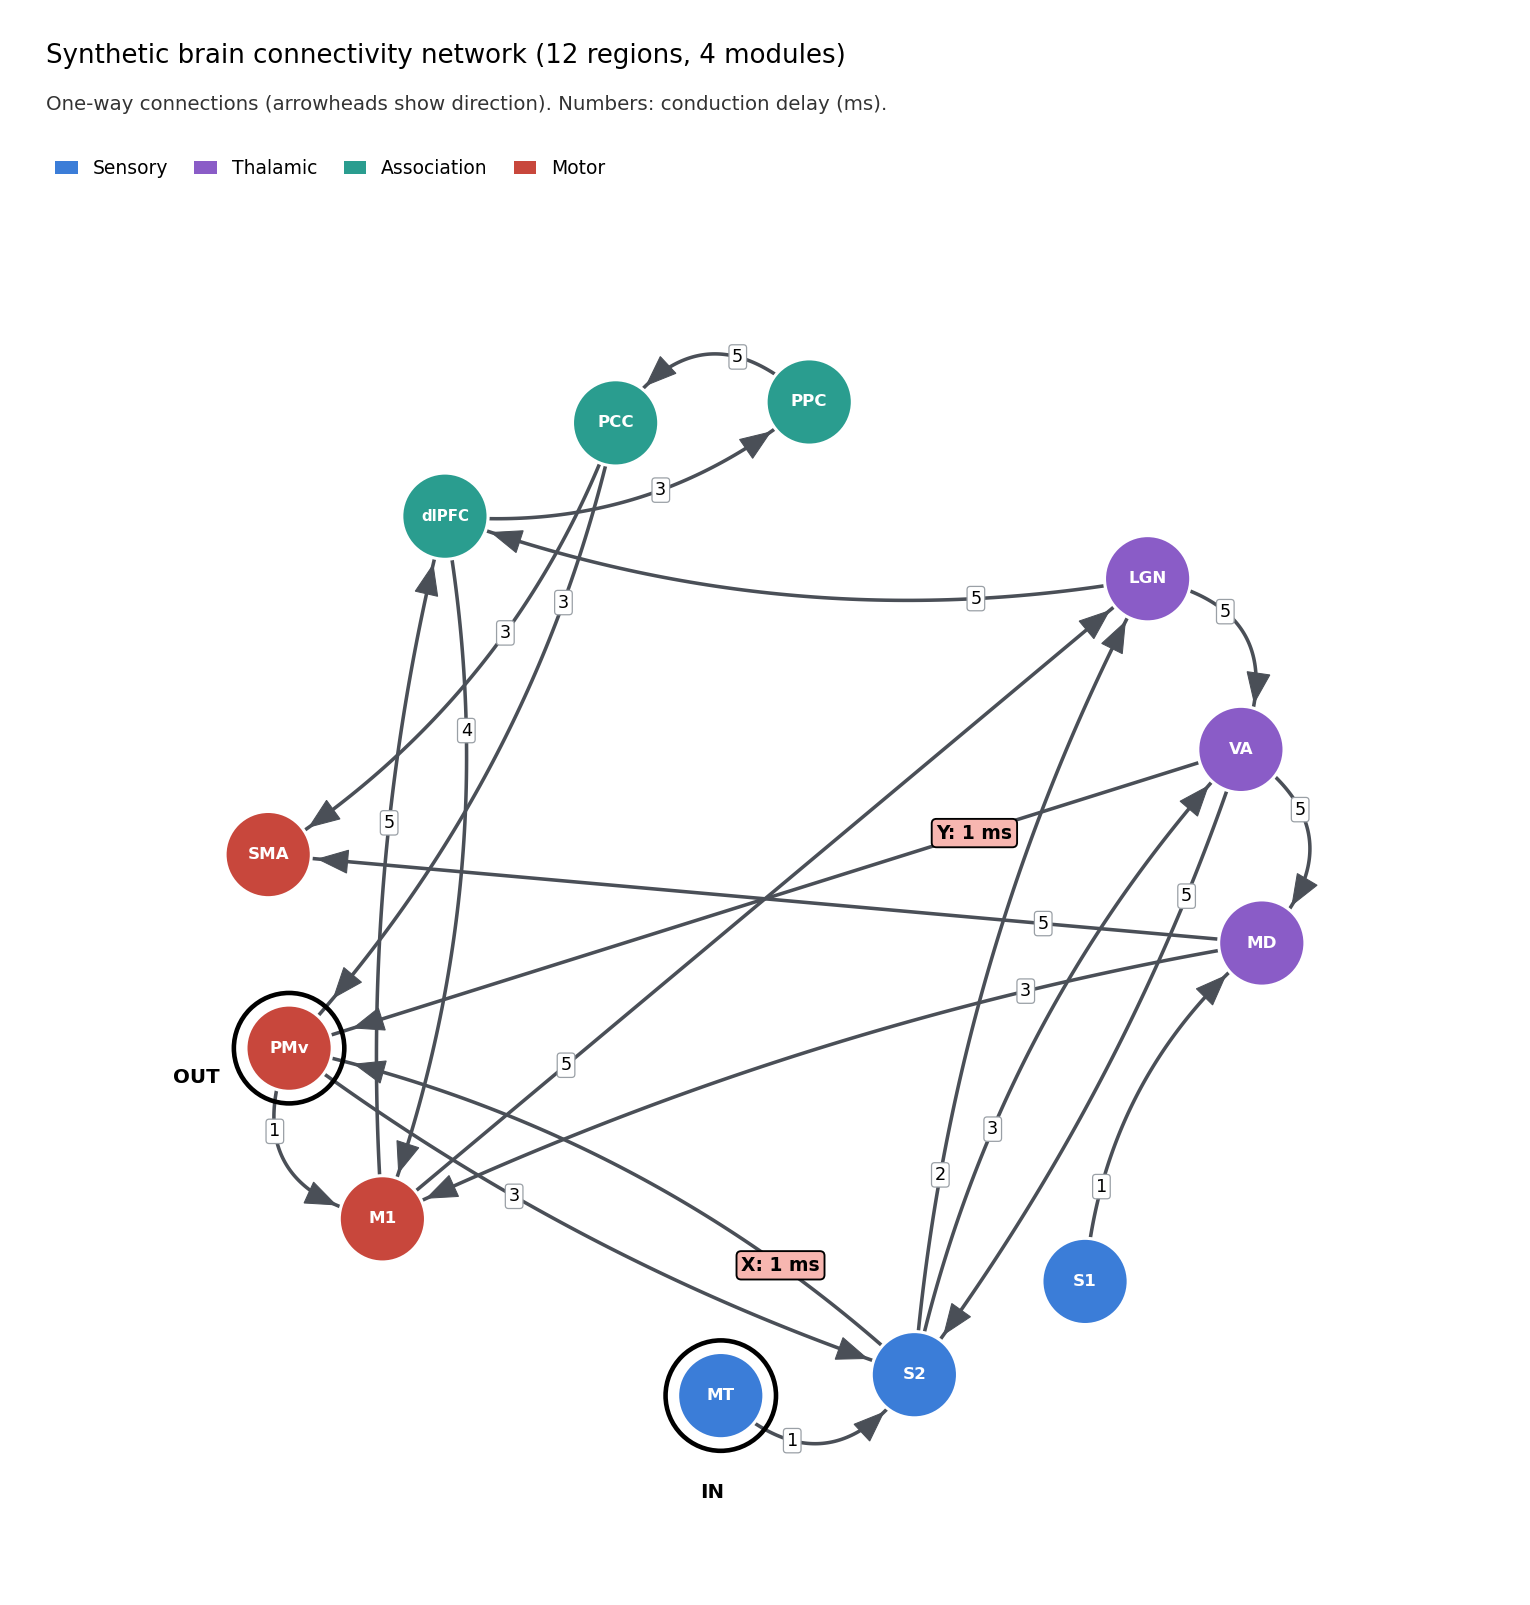 Synthetic brain connectivity network (12 regions, 4 modules)
One-way connections (arrowheads show direction). Numbers: conduction delay (ms).
Sensory Thalamic Association Motor
5
PPC
PCC
3
dlPFC
LGN
5
3
5
3
4
VA
5
5
Y: 1 ms
SMA
5
5
MD
3
PMv
5
OUT
1
3
2
1
3
M1
X: 1 ms
S1
S2
MT
1
IN